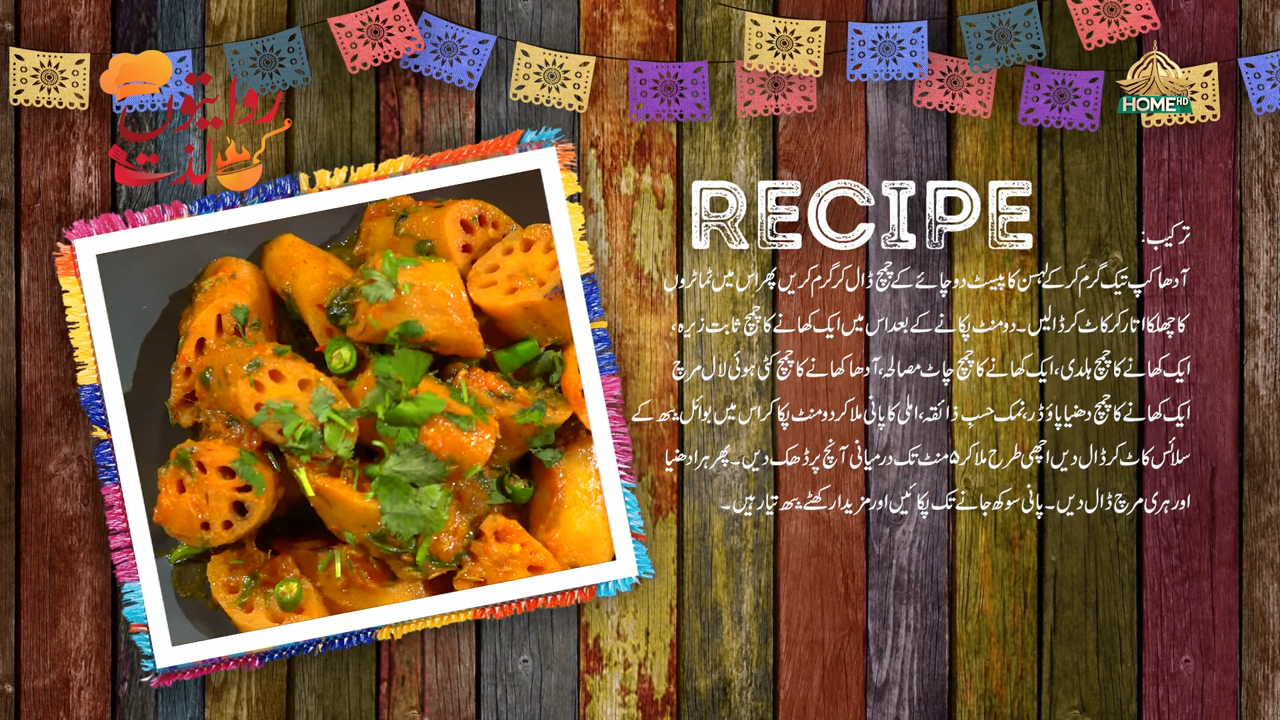 روایتوں
کی
لذت
HOME HD
RECIPE
ترکیب:
آدھا کپ تیک گرم کر کے لہسن کا پیسٹ دو چائے کے چمچ ڈال کر گرم کریں پھر اس میں ٹماٹروں
کا چھلکا اتار کر کاٹ کر ڈالیں۔ دو منٹ پکانے کے بعد اس میں ایک کھانے کا چمچ ثابت زیرہ،
ایک کھانے کا چمچ ہلدی، ایک کھانے کا چمچ چاٹ مصالحہ، آدھا کھانے کا چمچ کٹی ہوئی لال مرچ
ایک کھانے کا چمچ دھنیا پاؤڈر، نمک حسب ذائقہ، املی کا پانی ملا کر دو منٹ پکا کر اس میں بوائل بھ کے
سلائس کاٹ کر ڈال دیں اچھی طرح ملا کر ۵ منٹ تک درمیانی آنچ پر ڈھک دیں۔ پھر ہرا دھنیا
اور ہری مرچ ڈال دیں۔ پانی سوکھ جانے تک پکائیں اور مزیدار کھٹے بھ تیار ہیں۔